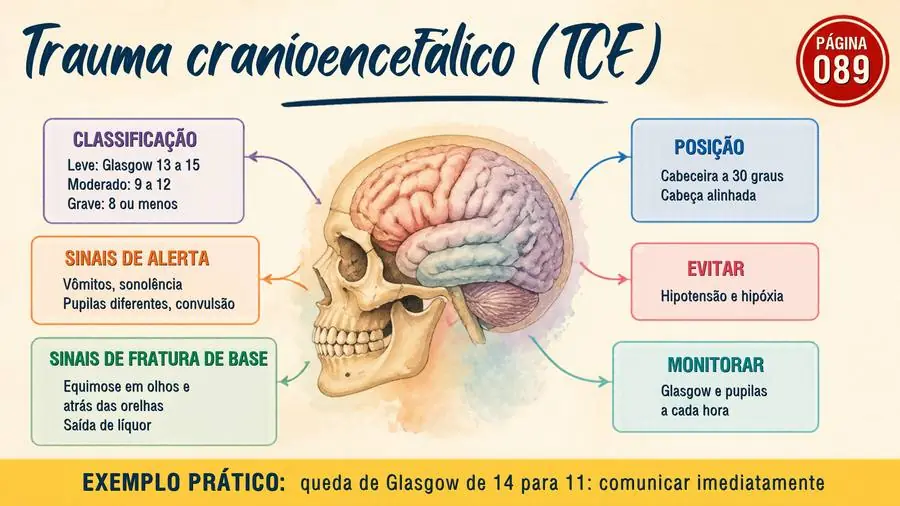 Trauma cranioencefálico (TCE)
PÁGINA
089
CLASSIFICAÇÃO
Leve: Glasgow 13 a 15
Moderado: 9 a 12
Grave: 8 ou menos
SINAIS DE ALERTA
Vômitos, sonolência
Pupilas diferentes, convulsão
SINAIS DE FRATURA DE BASE
Equimose em olhos e
atrás das orelhas
Saída de líquor
POSIÇÃO
Cabeceira a 30 graus
Cabeça alinhada
EVITAR
Hipotensão e hipóxia
MONITORAR
Glasgow e pupilas
a cada hora
EXEMPLO PRÁTICO: queda de Glasgow de 14 para 11: comunicar imediatamente